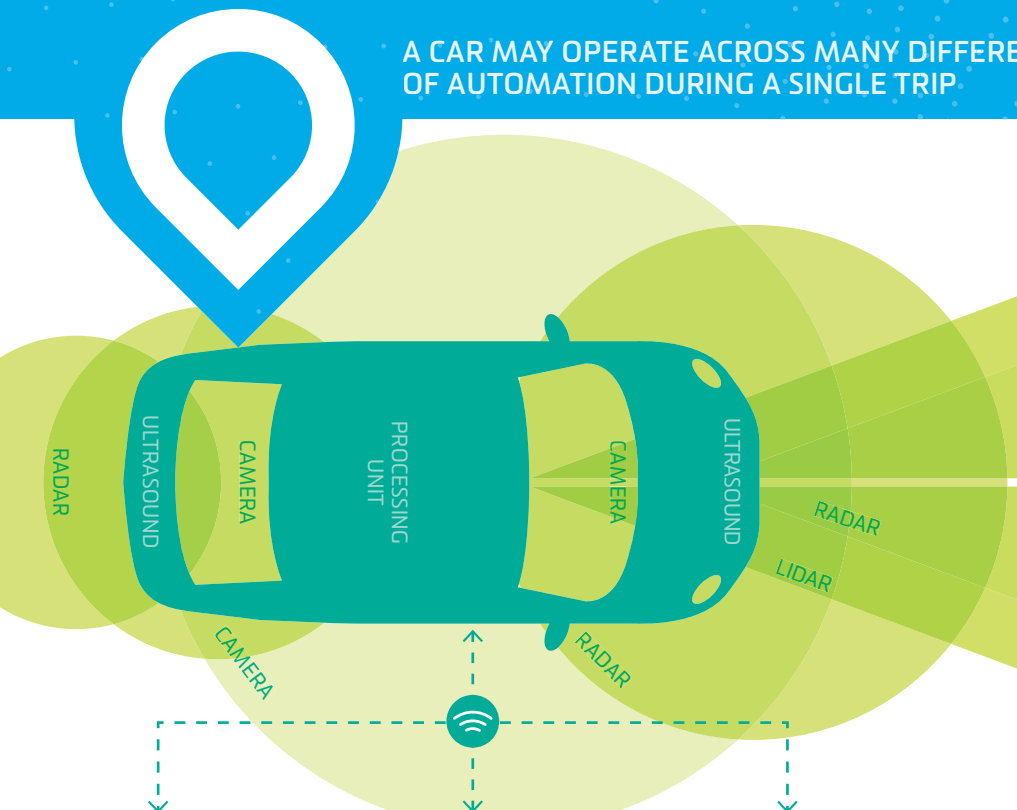 A CAR MAY OPERATE ACROSS MANY DIFFERE
OF AUTOMATION DURING A SINGLE TRIP
RADAR
ULTRASOUND
CAMERA
PROCESSING
UNIT
CAMERA
ULTRASOUND
RADAR
LIDAR
CAMERA
RADAR